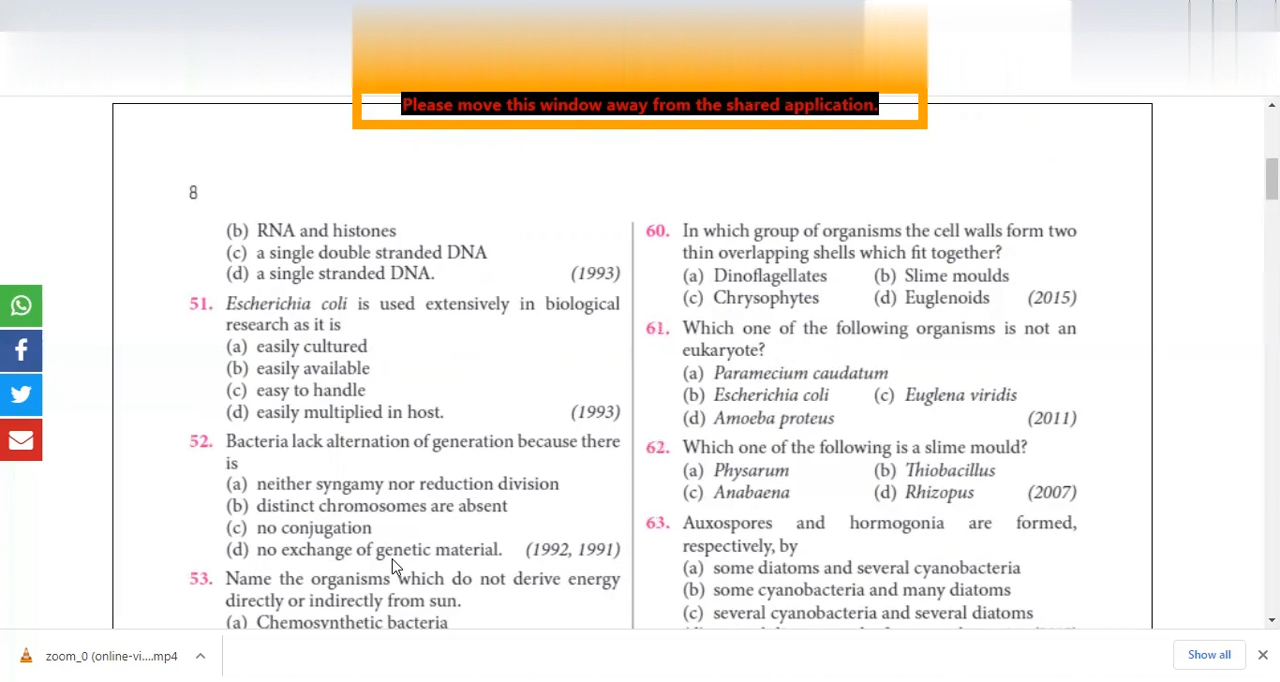 Please move this window away from the shared application.
8
(b) RNA and histones
(c) a single double stranded DNA
(d) a single stranded DNA. (1993)
51. Escherichia coli is used extensively in biological
research as it is
(a) easily cultured
(b) easily available
(c) easy to handle
(d) easily multiplied in host. (1993)
52. Bacteria lack alternation of generation because there
is
(a) neither syngamy nor reduction division
(b) distinct chromosomes are absent
(c) no conjugation
(d) no exchange of genetic material. (1992, 1991)
53. Name the organisms which do not derive energy
directly or indirectly from sun.
(a) Chemosynthetic bacteria
60. In which group of organisms the cell walls form two
thin overlapping shells which fit together?
(a) Dinoflagellates (b) Slime moulds
(c) Chrysophytes (d) Euglenoids (2015)
61. Which one of the following organisms is not an
eukaryote?
(a) Paramecium caudatum
(b) Escherichia coli (c) Euglena viridis
(d) Amoeba proteus (2011)
62. Which one of the following is a slime mould?
(a) Physarum (b) Thiobacillus
(c) Anabaena (d) Rhizopus (2007)
63. Auxospores and hormogonia are formed,
respectively, by
(a) some diatoms and several cyanobacteria
(b) some cyanobacteria and many diatoms
(c) several cyanobacteria and several diatoms
zoom_0 (online-vi....mp4
Show all